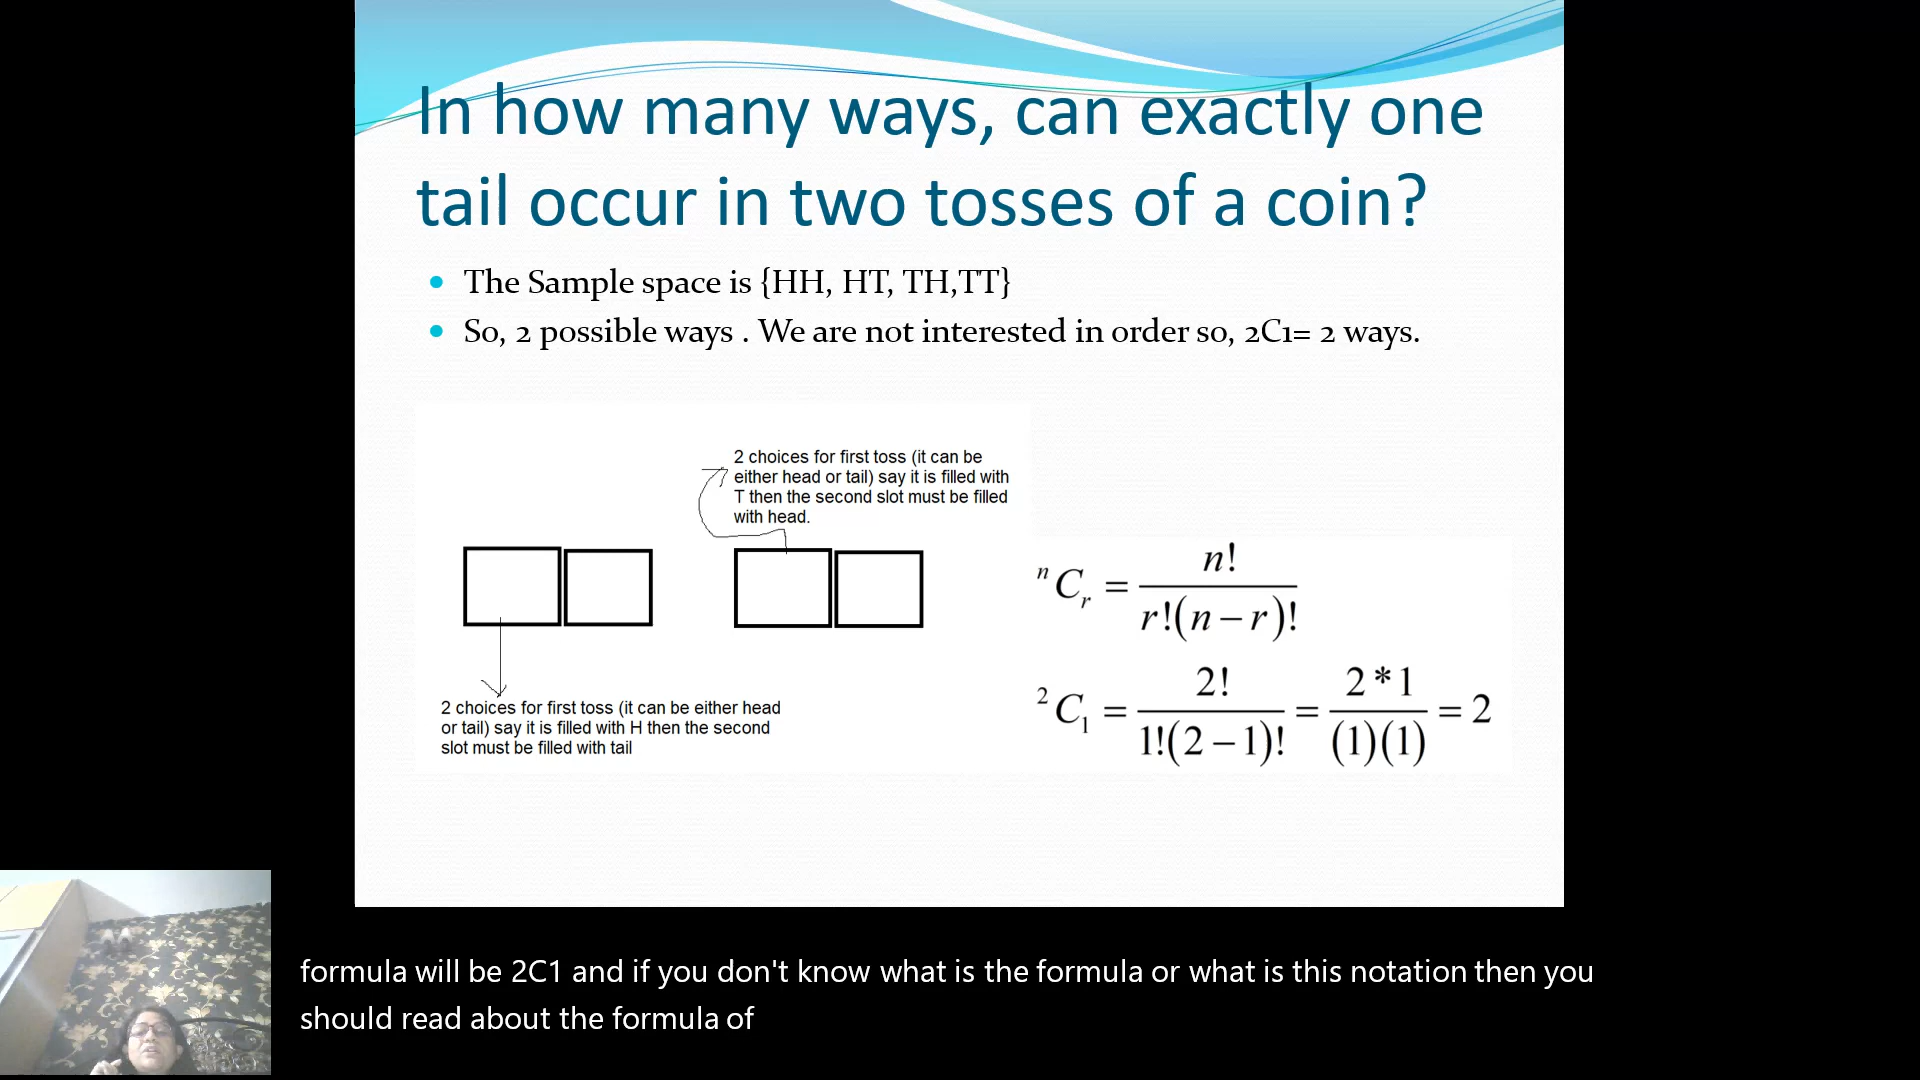 In how many ways, can exactly one
tail occur in two tosses of a coin?
The Sample space is {HH, HT, TH,TT}
So, 2 possible ways . We are not interested in order so, 2C1= 2 ways.
2 choices for first toss (it can be
either head or tail) say it is filled with
T then the second slot must be filled
with head.
2 choices for first toss (it can be either head
or tail) say it is filled with H then the second
slot must be filled with tail
ⁿCᵣ = n! / r!(n – r)!
²C₁ = 2! / 1!(2 – 1)! = 2 * 1 / (1)(1) = 2
formula will be 2C1 and if you don't know what is the formula or what is this notation then you
should read about the formula of